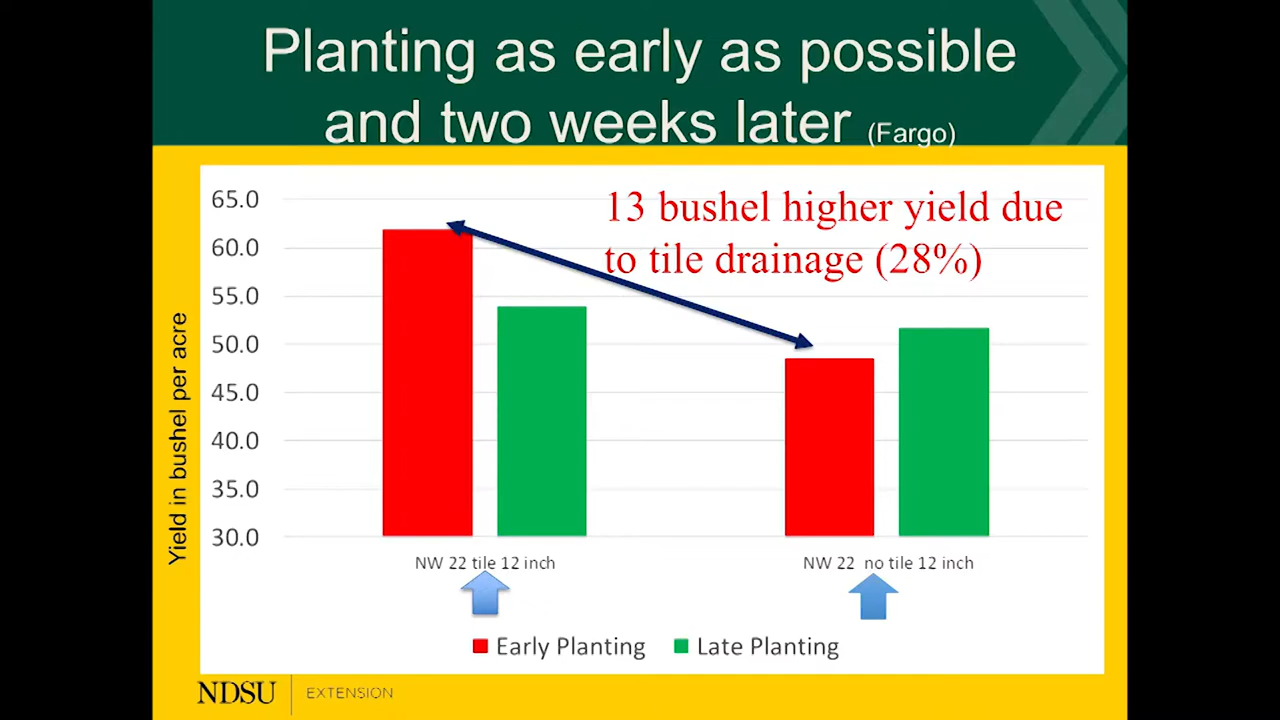 Planting as early as possible
and two weeks later (Fargo)
13 bushel higher yield due
to tile drainage (28%)
Yield in bushel per acre
65.0
60.0
55.0
50.0
45.0
40.0
35.0
30.0
NW 22 tile 12 inch
NW 22 no tile 12 inch
Early Planting
Late Planting
NDSU EXTENSION